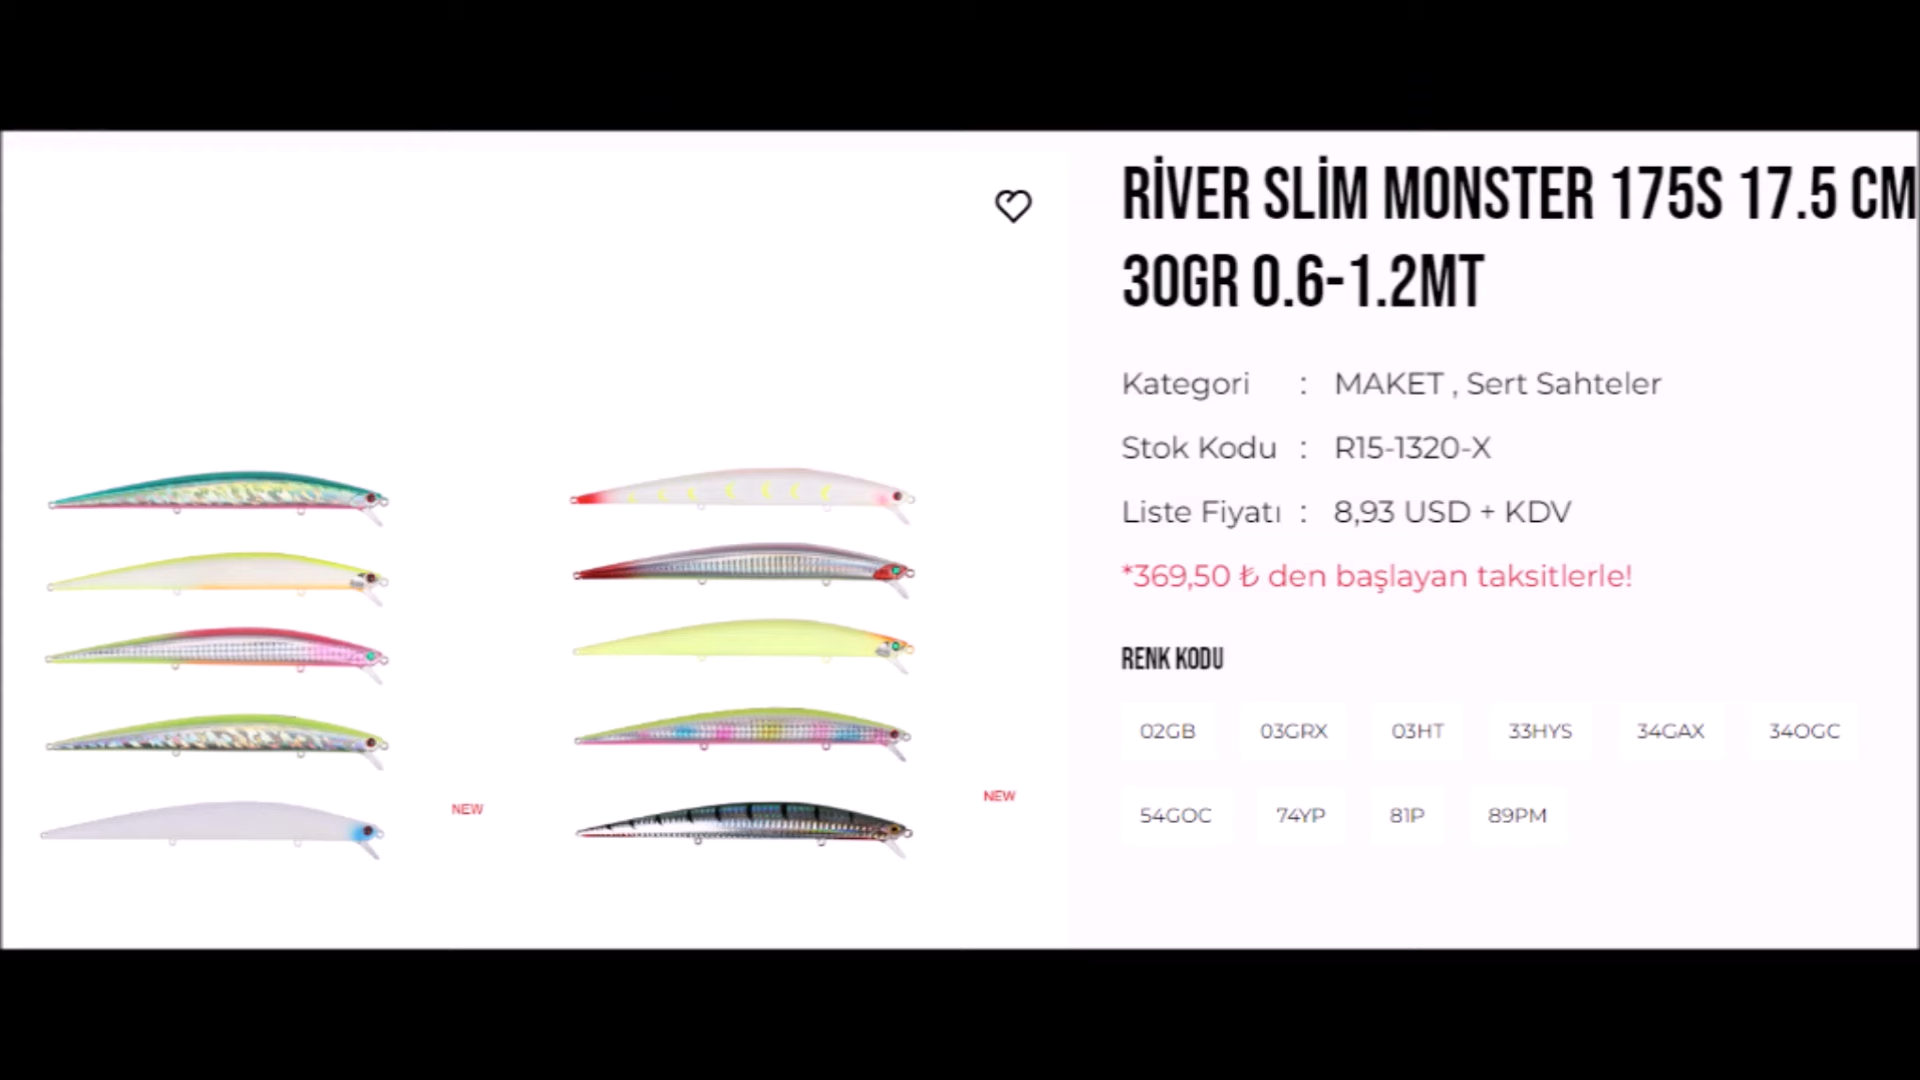 RİVER SLİM MONSTER 175S 17.5 CM
30GR 0.6-1.2MT
Kategori : MAKET , Sert Sahteler
Stok Kodu : R15-1320-X
Liste Fiyatı : 8,93 USD + KDV
*369,50 ₺ den başlayan taksitlerle!
RENK KODU
02GB 03GRX 03HT 33HYS 34GAX 34OGC
54GOC 74YP 81P 89PM
NEW
NEW